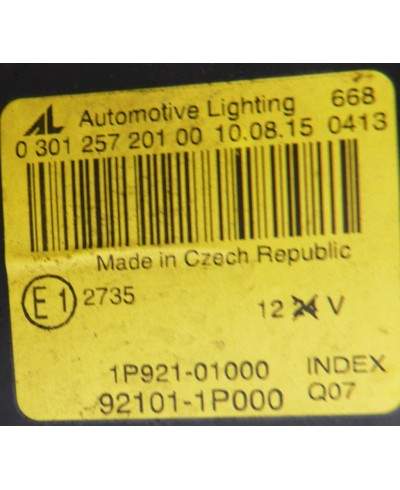 AL Automotive Lighting 668
0 301 257 201 00 10.08.15 0413
Made in Czech Republic
E1 2735
12 24 V
1P921-01000 INDEX
92101-1P000 Q07